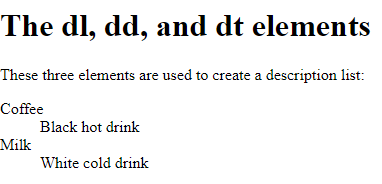 The dl, dd, and dt elements
These three elements are used to create a description list:
Coffee
Black hot drink
Milk
White cold drink